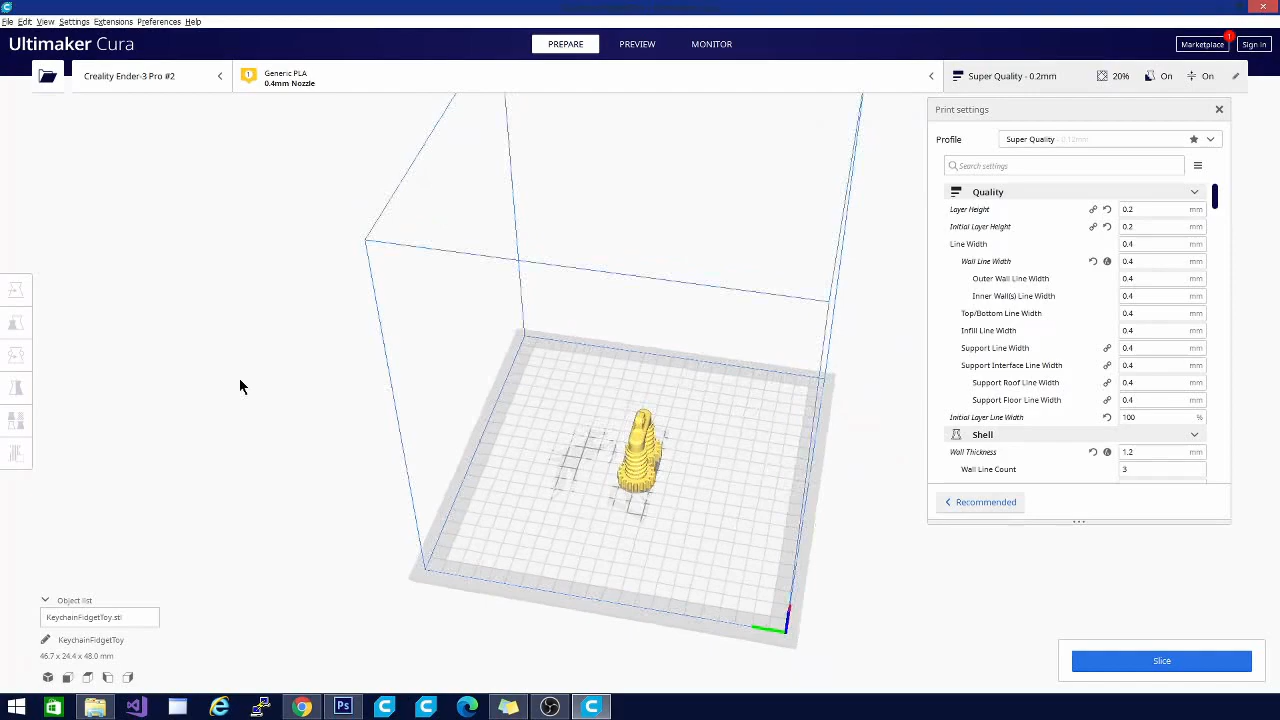 File Edit View Settings Extensions Preferences Help
Ultimaker Cura
PREPARE
PREVIEW
MONITOR
Marketplace
1
Sign in
Creality Ender-3 Pro #2
1
Generic PLA
0.4mm Nozzle
Super Quality - 0.2mm
20%
On
On
Print settings
Profile
Super Quality - 0.12mm
Search settings
Quality
Layer Height 0.2 mm
Initial Layer Height 0.2 mm
Line Width 0.4 mm
Wall Line Width 0.4 mm
Outer Wall Line Width 0.4 mm
Inner Wall(s) Line Width 0.4 mm
Top/Bottom Line Width 0.4 mm
Infill Line Width 0.4 mm
Support Line Width 0.4 mm
Support Interface Line Width 0.4 mm
Support Roof Line Width 0.4 mm
Support Floor Line Width 0.4 mm
Initial Layer Line Width 100 %
Shell
Wall Thickness 1.2 mm
Wall Line Count 3
Recommended
Object list
KeychainFidgetToy.stl
KeychainFidgetToy
46.7 x 24.4 x 48.0 mm
Slice
Ps